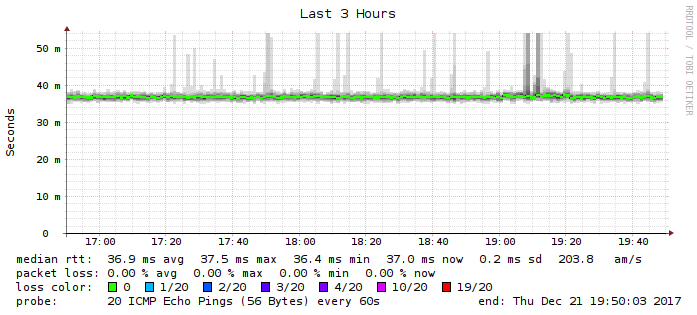 Last 3 Hours
RRDTOOL / TOBI OETIKER
Seconds
50 m
40 m
30 m
20 m
10 m
0
17:00 17:20 17:40 18:00 18:20 18:40 19:00 19:20 19:40
median rtt: 36.9 ms avg 37.5 ms max 36.4 ms min 37.0 ms now 0.2 ms sd 203.8 am/s
packet loss: 0.00 % avg 0.00 % max 0.00 % min 0.00 % now
loss color: 0 1/20 2/20 3/20 4/20 10/20 19/20
probe: 20 ICMP Echo Pings (56 Bytes) every 60s end: Thu Dec 21 19:50:03 2017